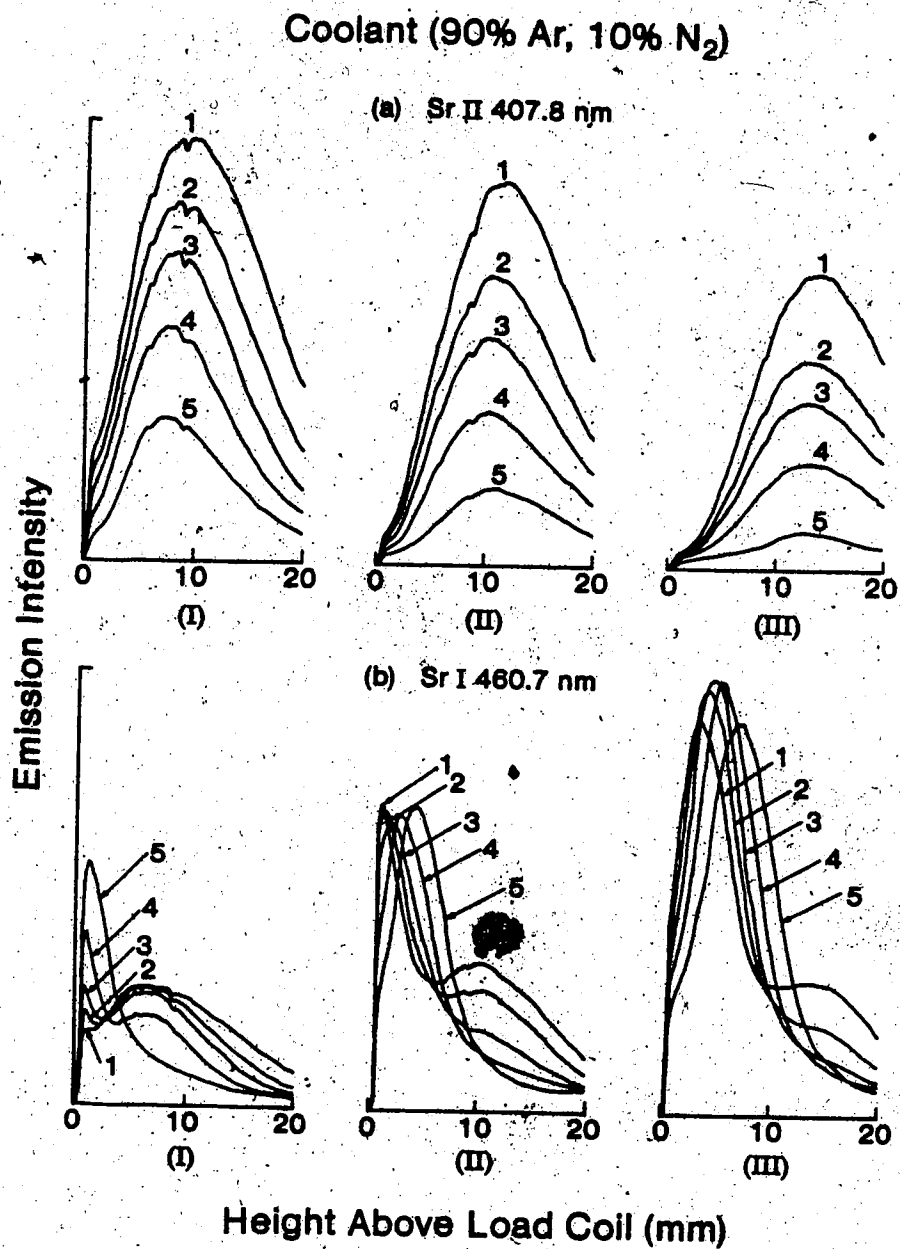 Coolant (90% Ar, 10% N2)
(a) Sr II 407.8 nm
1
2
3
4
5
1
2
3
4
5
1
2
3
4
5
0 10 20
0 10 20
0 10 20
(I)
(II)
(III)
Emission Intensity
(b) Sr I 460.7 nm
5
4
3
2
1
1
2
3
4
5
1
2
3
4
5
0 10 20
0 10 20
0 10 20
(I)
(II)
(III)
Height Above Load Coil (mm)